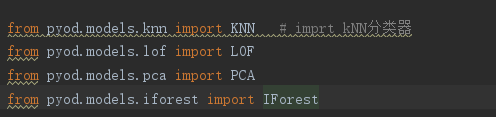 from pyod.models.knn import KNN   # imprt kNN分类器
from pyod.models.lof import LOF
from pyod.models.pca import PCA
from pyod.models.iforest import IForest